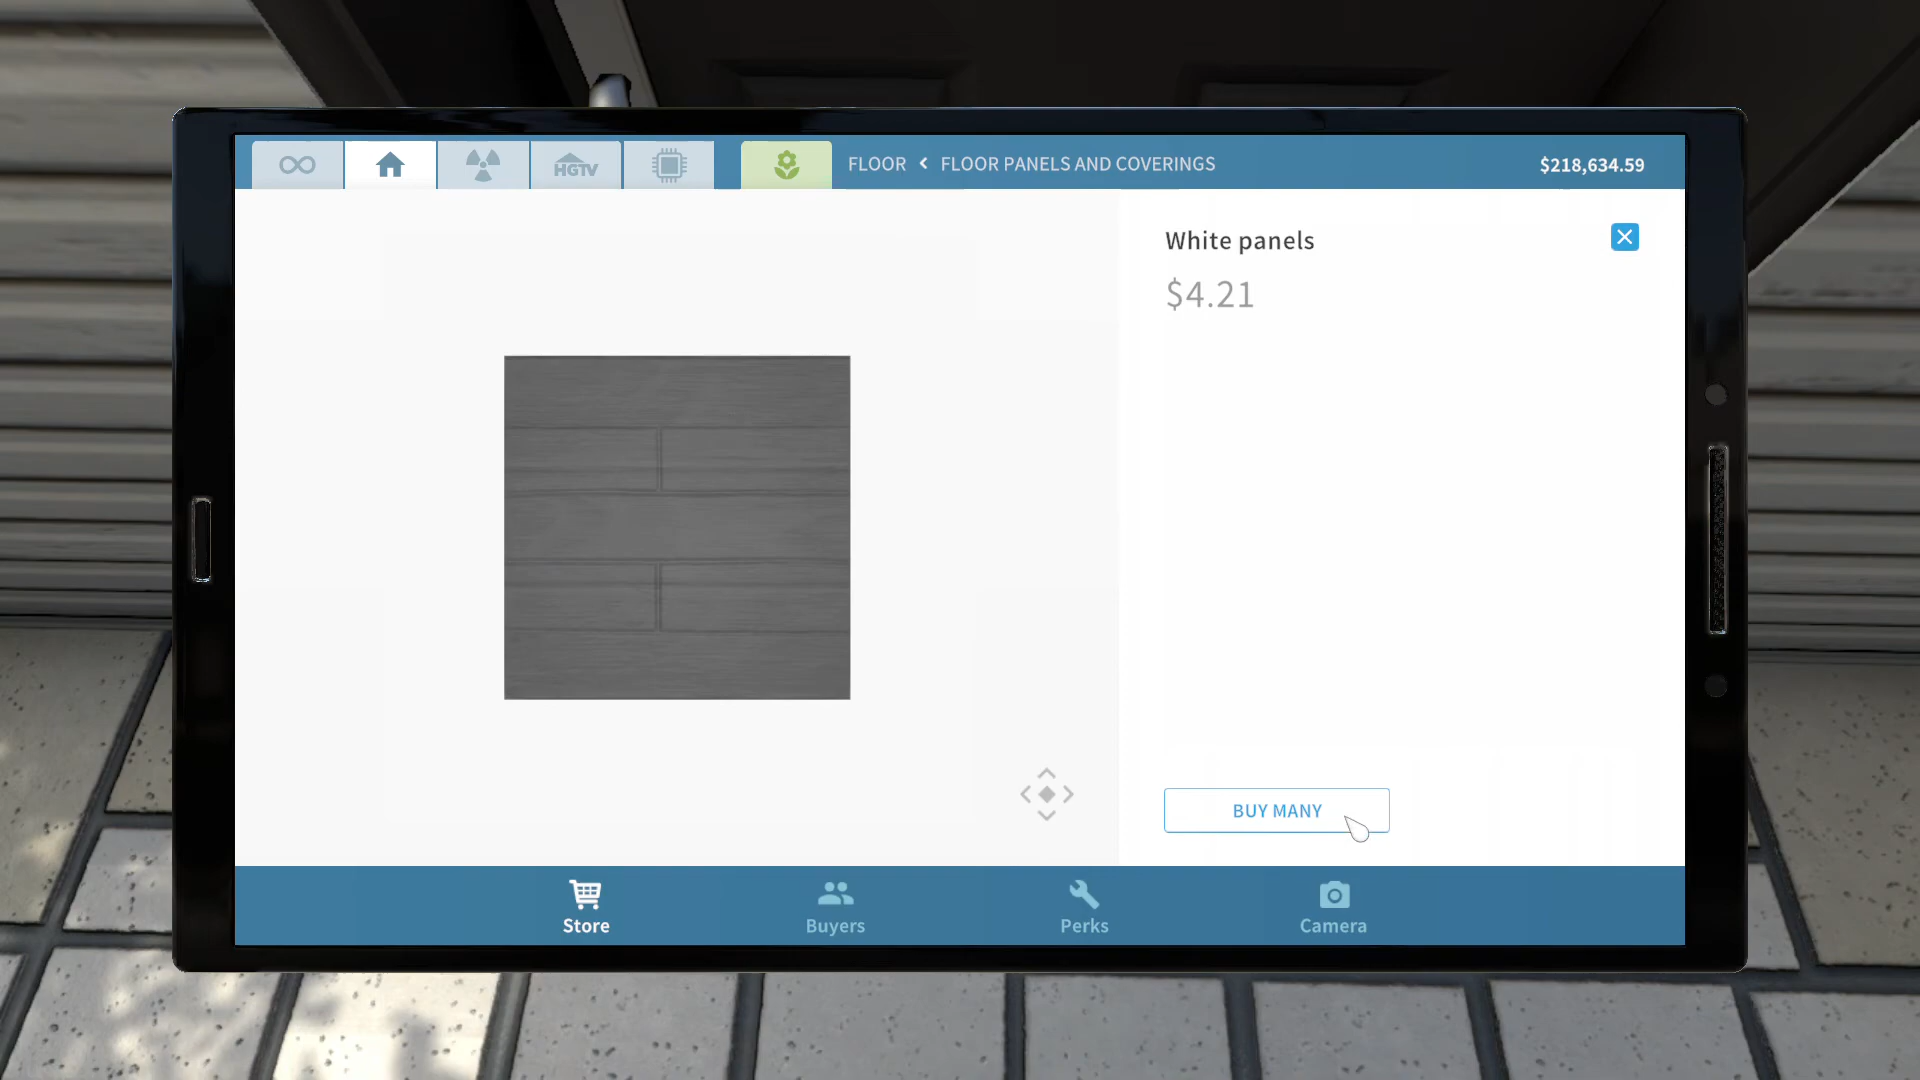 HGTV
FLOOR < FLOOR PANELS AND COVERINGS
$218,634.59
White panels
$4.21
BUY MANY
Store
Buyers
Perks
Camera